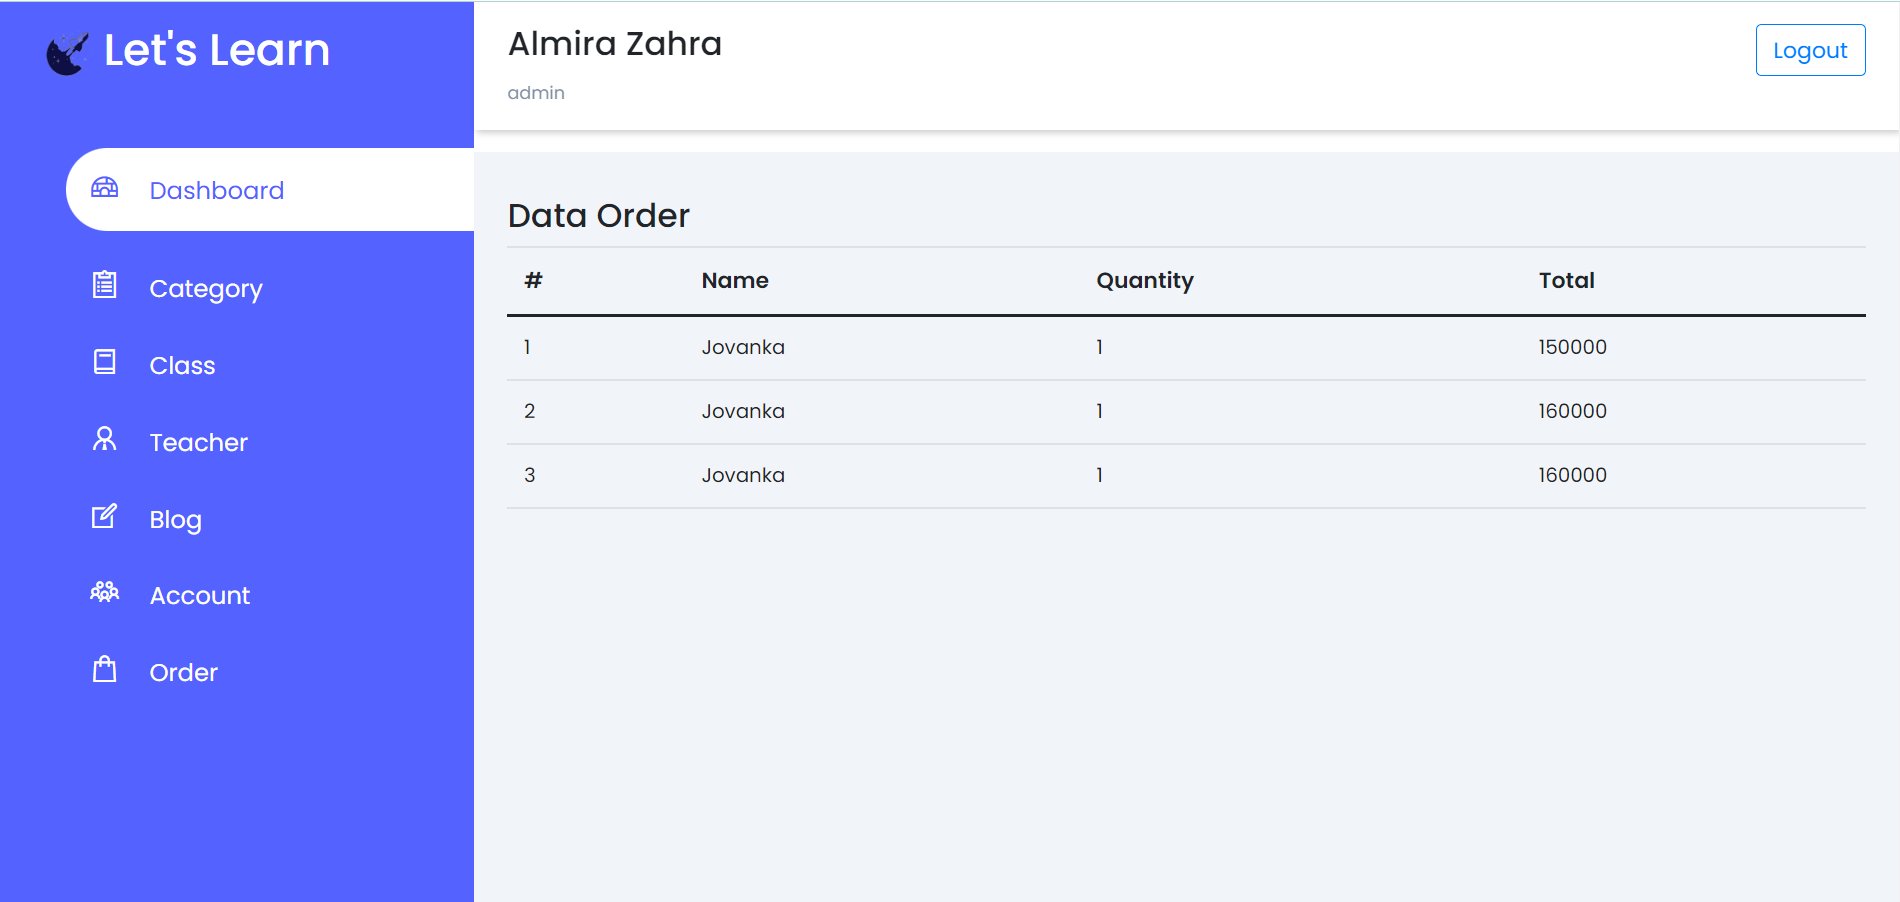 Let's Learn
Dashboard
Category
Class
Teacher
Blog
Account
Order
Almira Zahra
admin
Logout
Data Order
# Name Quantity Total
1 Jovanka 1 150000
2 Jovanka 1 160000
3 Jovanka 1 160000